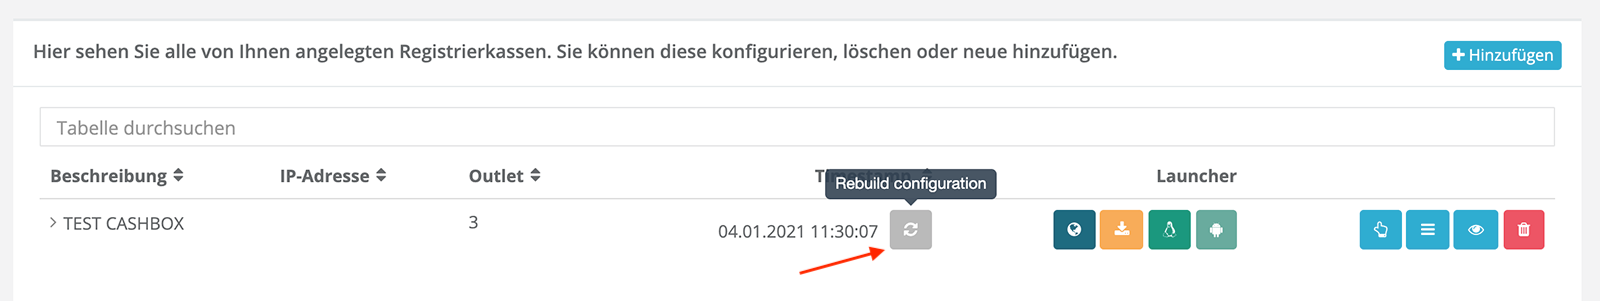 Hier sehen Sie alle von Ihnen angelegten Registrierkassen. Sie können diese konfigurieren, löschen oder neue hinzufügen.
Hinzufügen
Tabelle durchsuchen
Beschreibung IP-Adresse Outlet Timestamp Launcher
Rebuild configuration
TEST CASHBOX 3 04.01.2021 11:30:07